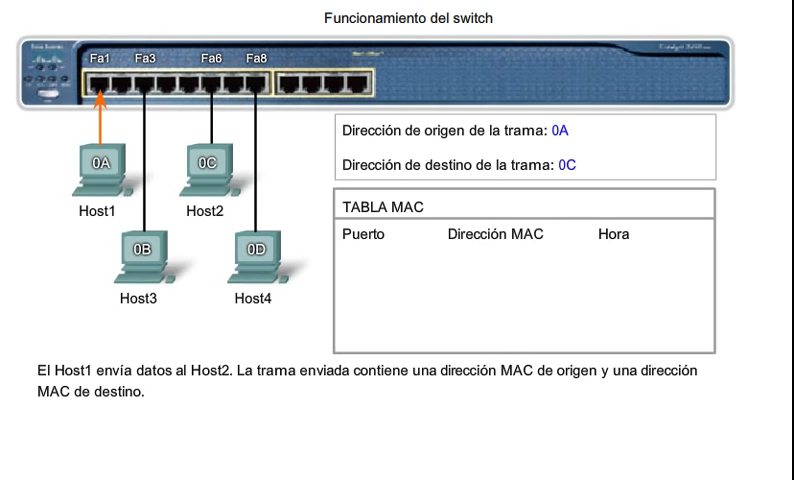 Funcionamiento del switch
Fa1 Fa3 Fa6 Fa8
Dirección de origen de la trama: 0A
0A 0C
Dirección de destino de la trama: 0C
Host1 Host2
TABLA MAC
Puerto Dirección MAC Hora
0B 0D
Host3 Host4
El Host1 envía datos al Host2. La trama enviada contiene una dirección MAC de origen y una dirección
MAC de destino.